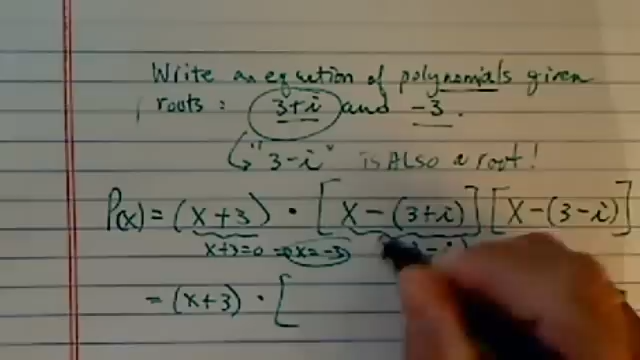 Write an equation of polynomials given
roots: 3+i and -3.
"3-i" is Also a root!
P(x) = (x+3) · [x-(3+i)][x-(3-i)]
x+3=0 ⇒ x=-3
= (x+3) · [